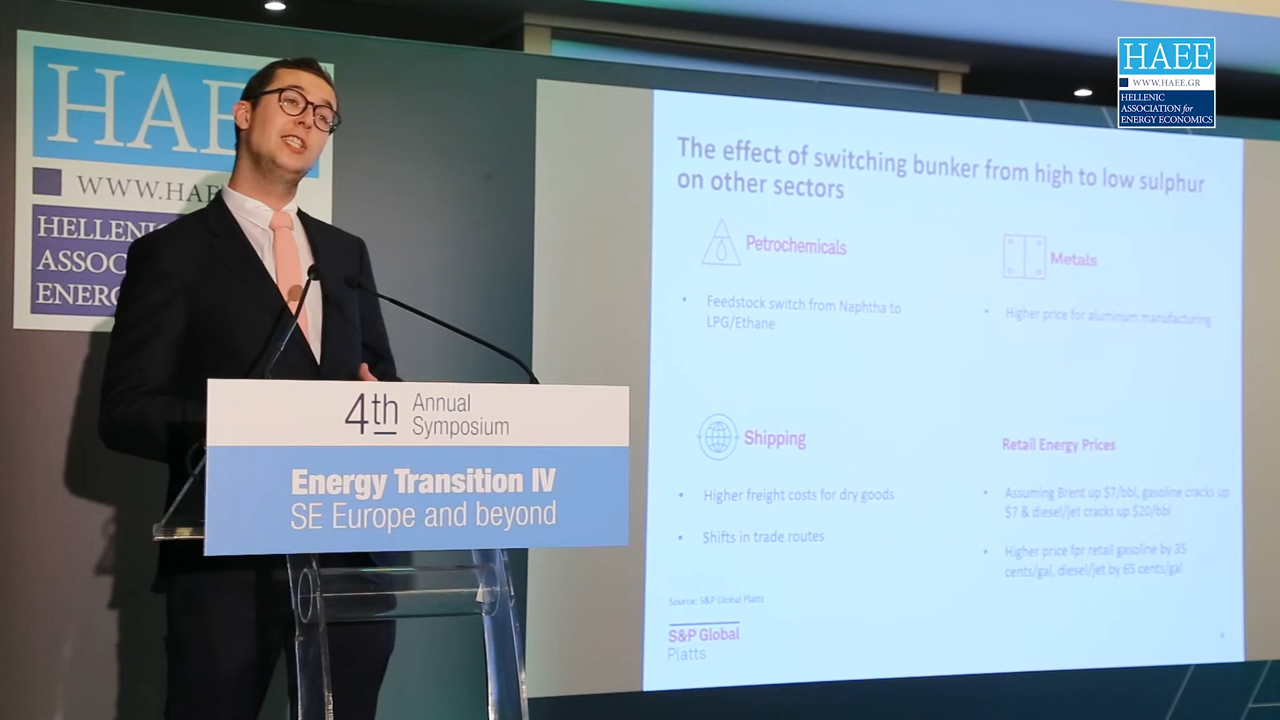 HAEE
WWW.HAEE.GR
HELLENIC
ASSOCIATION for
ENERGY ECONOMICS
HAE
WWW.HAE
HELLENIC
ASSOC
ENERG
4th Annual
Symposium
Energy Transition IV
SE Europe and beyond
The effect of switching bunker from high to low sulphur
on other sectors
Petrochemicals
• Feedstock switch from Naphtha to
LPG/Ethane
Metals
• Higher price for aluminum manufacturing
Shipping
• Higher freight costs for dry goods
• Shifts in trade routes
Retail Energy Prices
• Assuming Brent up $7/bbl, gasoline cracks up
$7 & diesel/jet cracks up $20/bbl
• Higher price fpr retail gasoline by 35
cents/gal, diesel/jet by 65 cents/gal
Source: S&P Global Platts
S&P Global
Platts
4